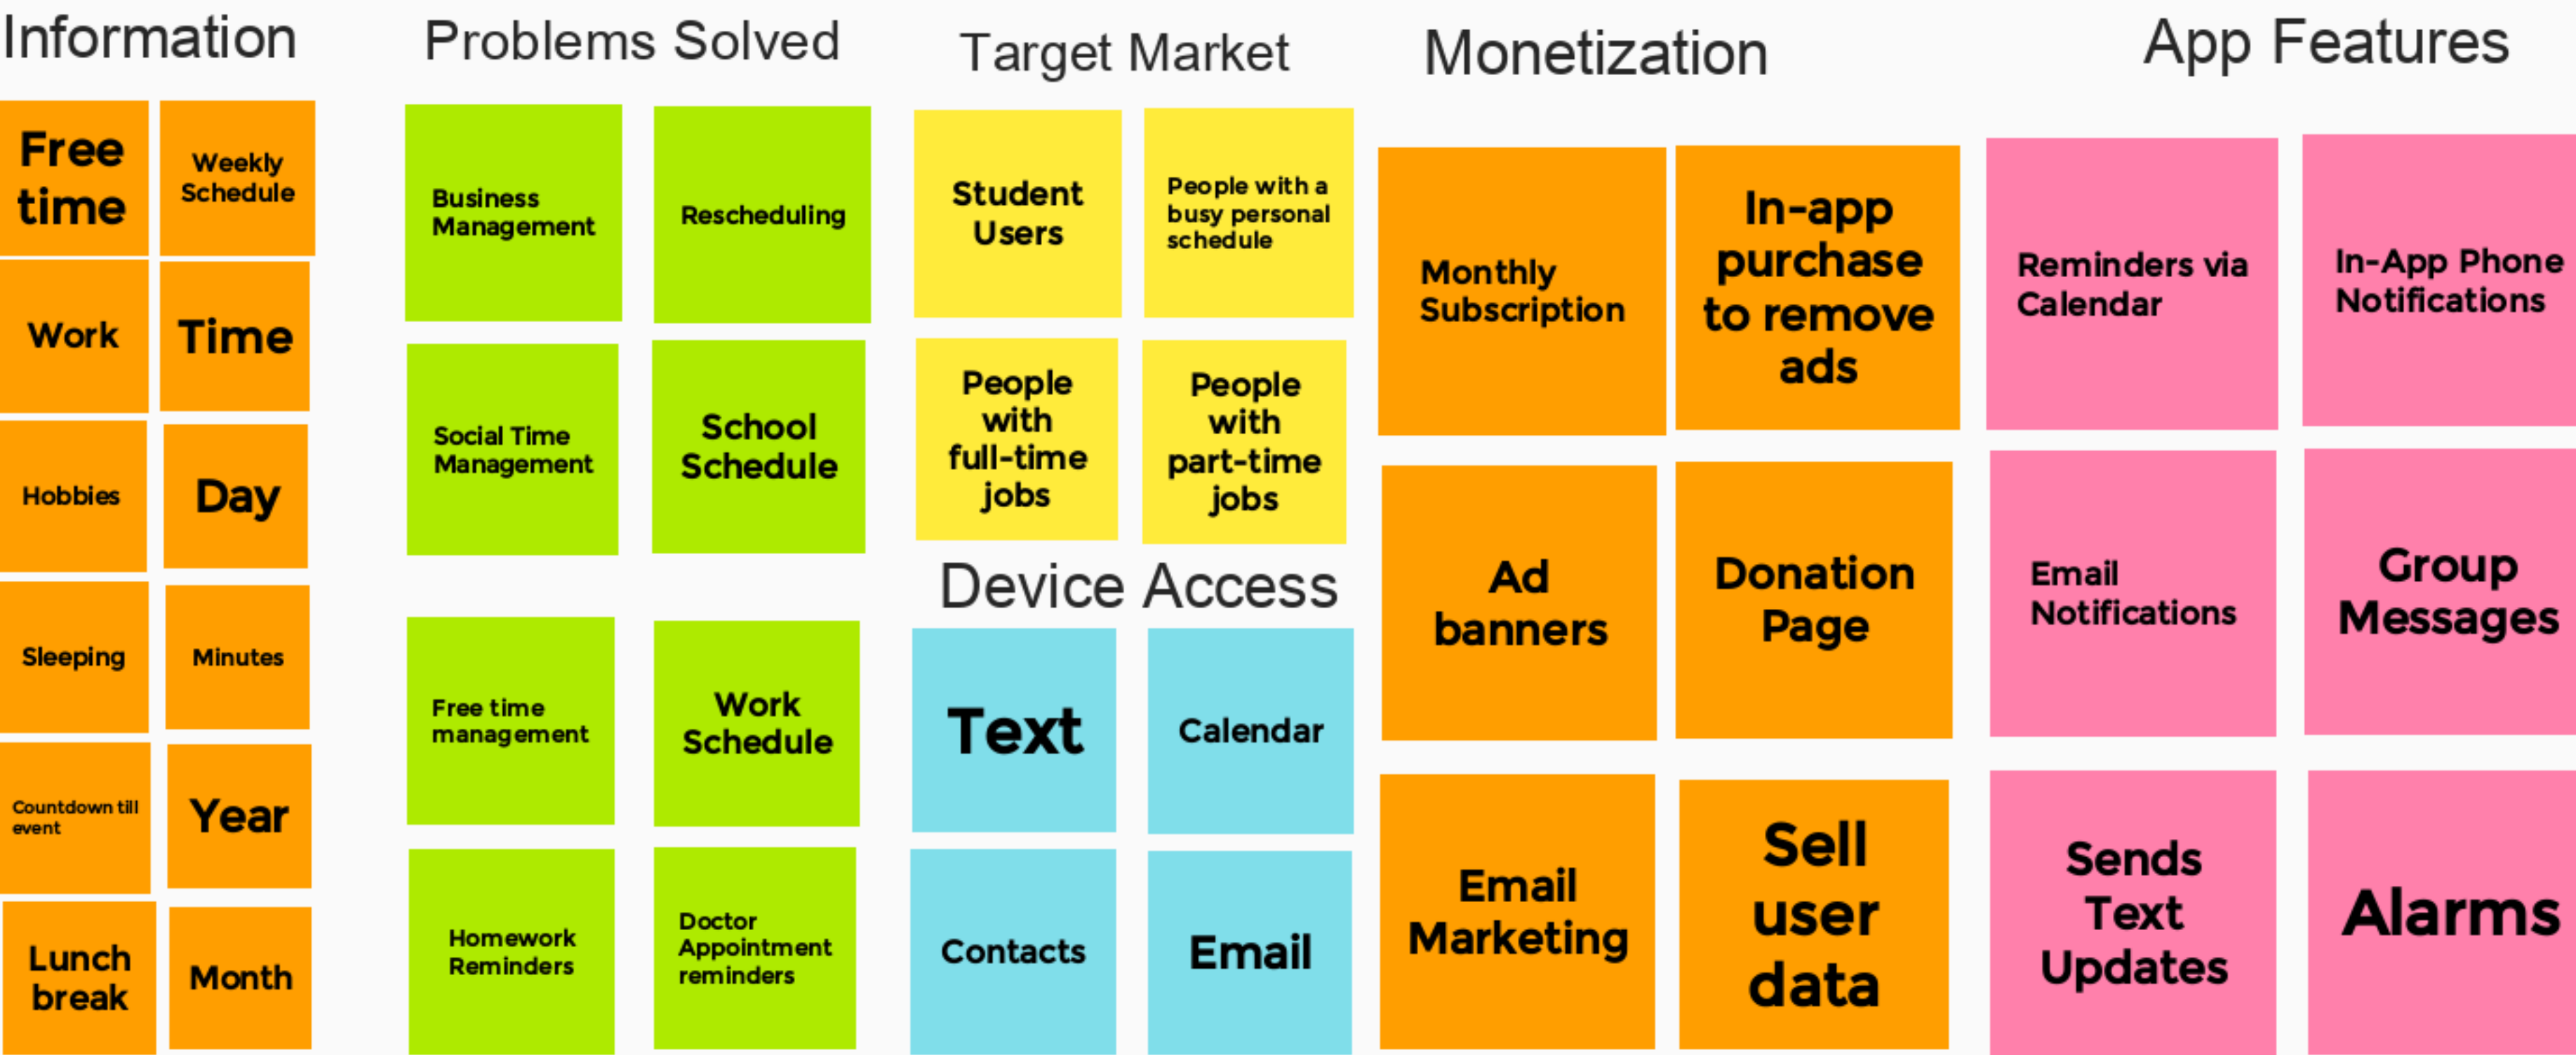 Information
Free
time
Weekly
Schedule
Work
Time
Hobbies
Day
Sleeping
Minutes
Countdown till
event
Year
Lunch
break
Month
Problems Solved
Business
Management
Rescheduling
Social Time
Management
School
Schedule
Free time
management
Work
Schedule
Homework
Reminders
Doctor
Appointment
reminders
Target Market
Student
Users
People with a
busy personal
schedule
People
with
full-time
jobs
People
with
part-time
jobs
Device Access
Text
Calendar
Contacts
Email
Monetization
Monthly
Subscription
In-app
purchase
to remove
ads
Ad
banners
Donation
Page
Email
Marketing
Sell
user
data
App Features
Reminders via
Calendar
In-App Phone
Notifications
Email
Notifications
Group
Messages
Sends
Text
Updates
Alarms